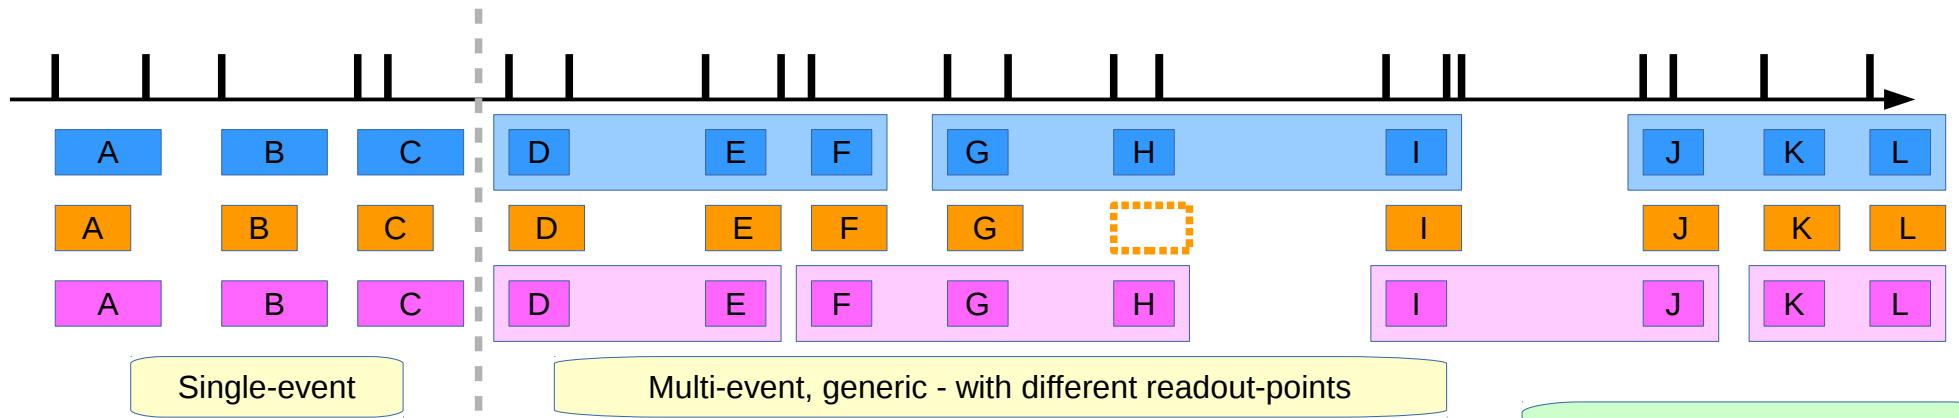 A B C D E F G H I J K L
A B C D E F G I J K L
A B C D E F G H I J K L
Single-event Multi-event, generic - with different readout-points